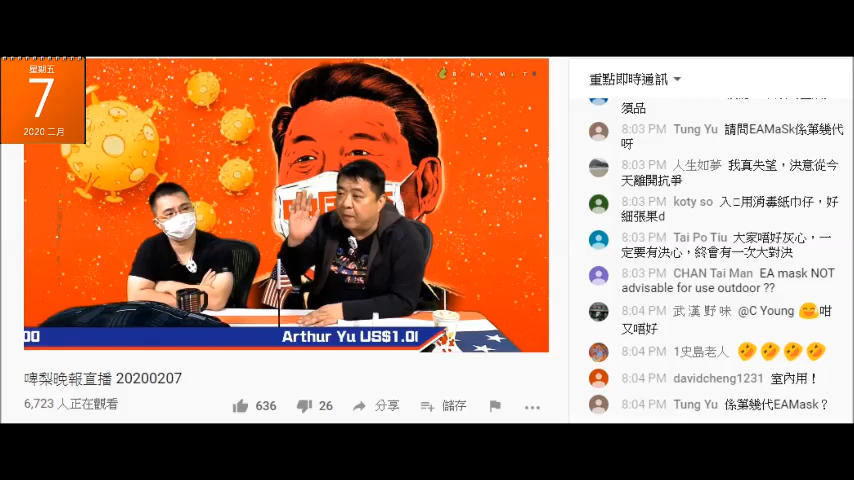 星期五
7
2020 二月
重點即時通訊
須品
8:03 PM Tung Yu 請問EAMaSk係第幾代
呀
8:03 PM 人生如夢 我真失望，決意從今
天離開抗爭
8:03 PM koty so 入口用消毒紙巾仔，好
細張果d
8:03 PM Tai Po Tiu 大家唔好灰心，一
定要有決心，終會有一次大對決
8:03 PM CHAN Tai Man EA mask NOT
advisable for use outdoor ??
8:04 PM 武漢野味 @C Young 咁
又唔好
8:04 PM 1史島老人
8:04 PM davidcheng1231 室內用！
8:04 PM Tung Yu 係第幾代EAMask？
00 Arthur Yu US$1.0
啤梨晚報直播 20200207
6,723 人正在觀看
636 26 分享 儲存